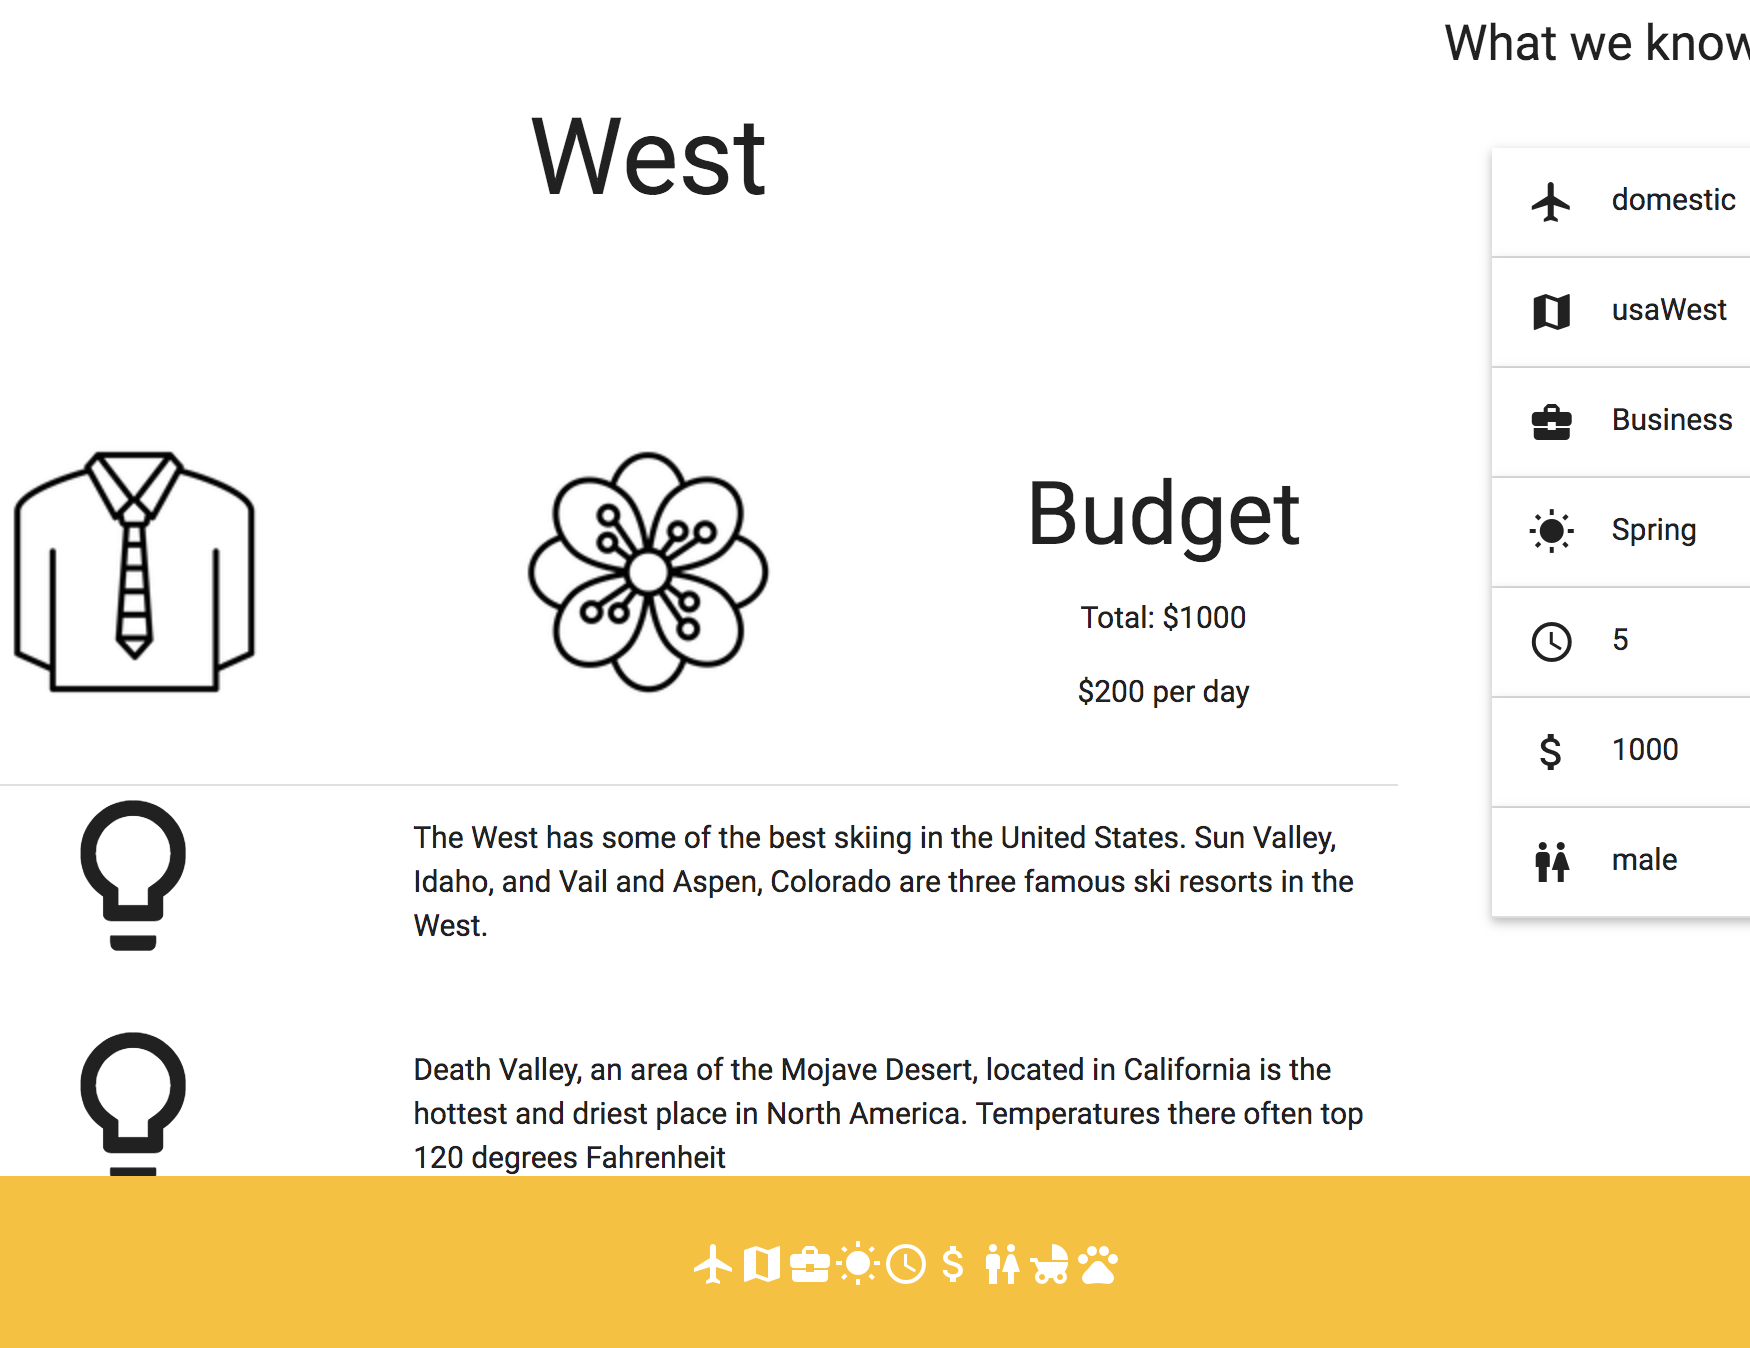 West
Budget
Total: $1000
$200 per day
The West has some of the best skiing in the United States. Sun Valley,
Idaho, and Vail and Aspen, Colorado are three famous ski resorts in the
West.
Death Valley, an area of the Mojave Desert, located in California is the
hottest and driest place in North America. Temperatures there often top
120 degrees Fahrenheit
What we know
domestic
usaWest
Business
Spring
5
$ 1000
male
$